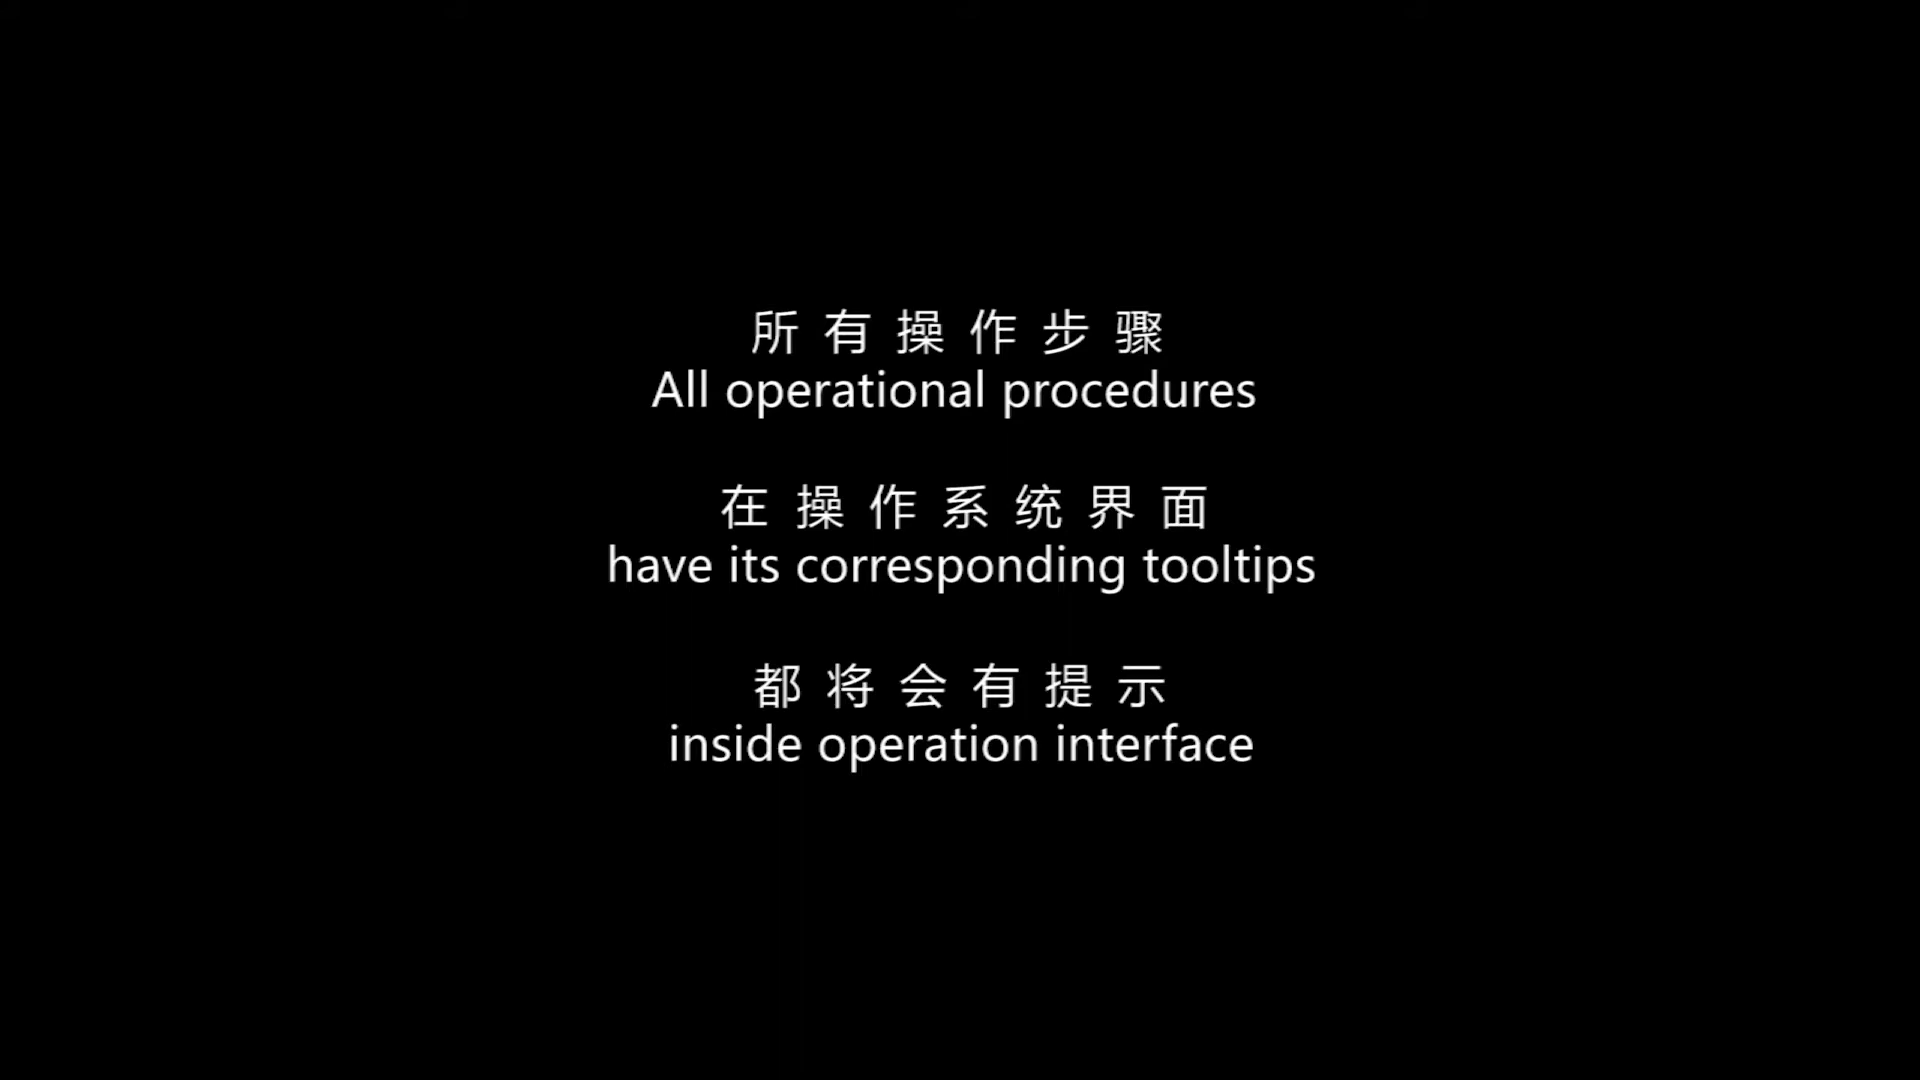 所有操作步骤
All operational procedures
在操作系统界面
have its corresponding tooltips
都将会有提示
inside operation interface